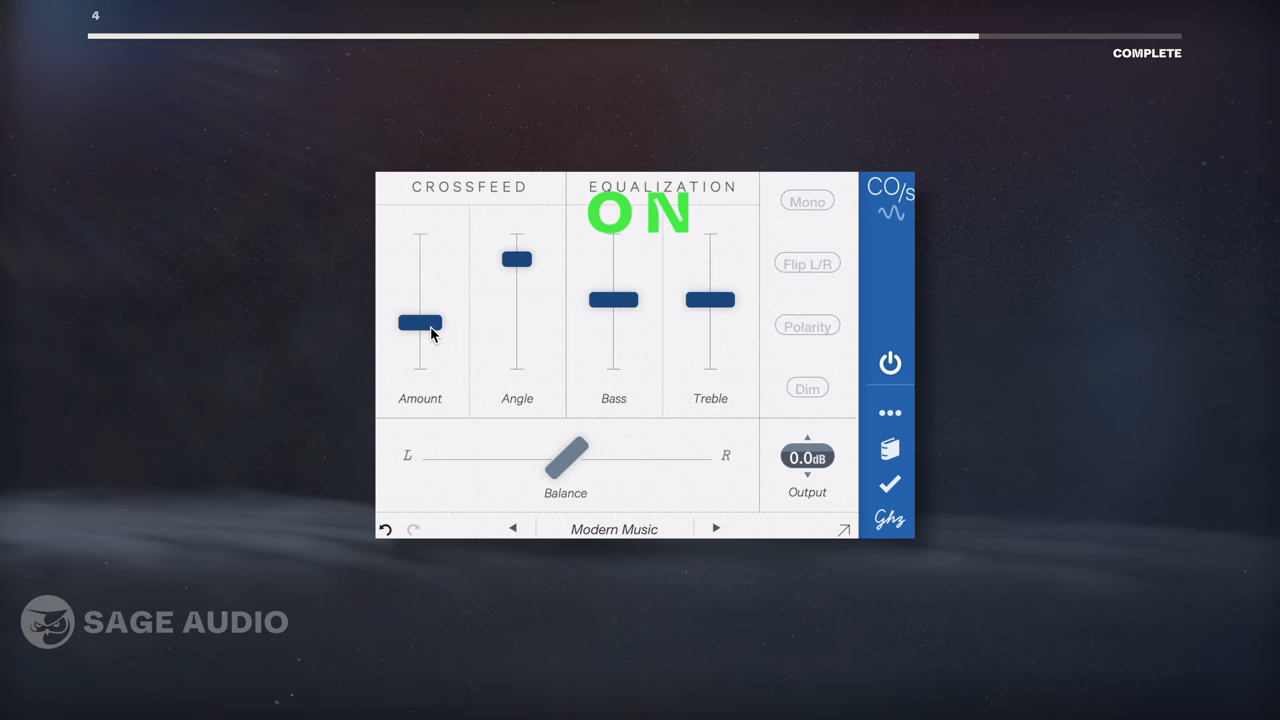 4
COMPLETE
CROSSFEED
EQUALIZATION
ON
Mono
CO/s
Flip L/R
Polarity
Dim
Amount
Angle
Bass
Treble
L
R
0.0dB
Balance
Output
Ghz
Modern Music
SAGE AUDIO